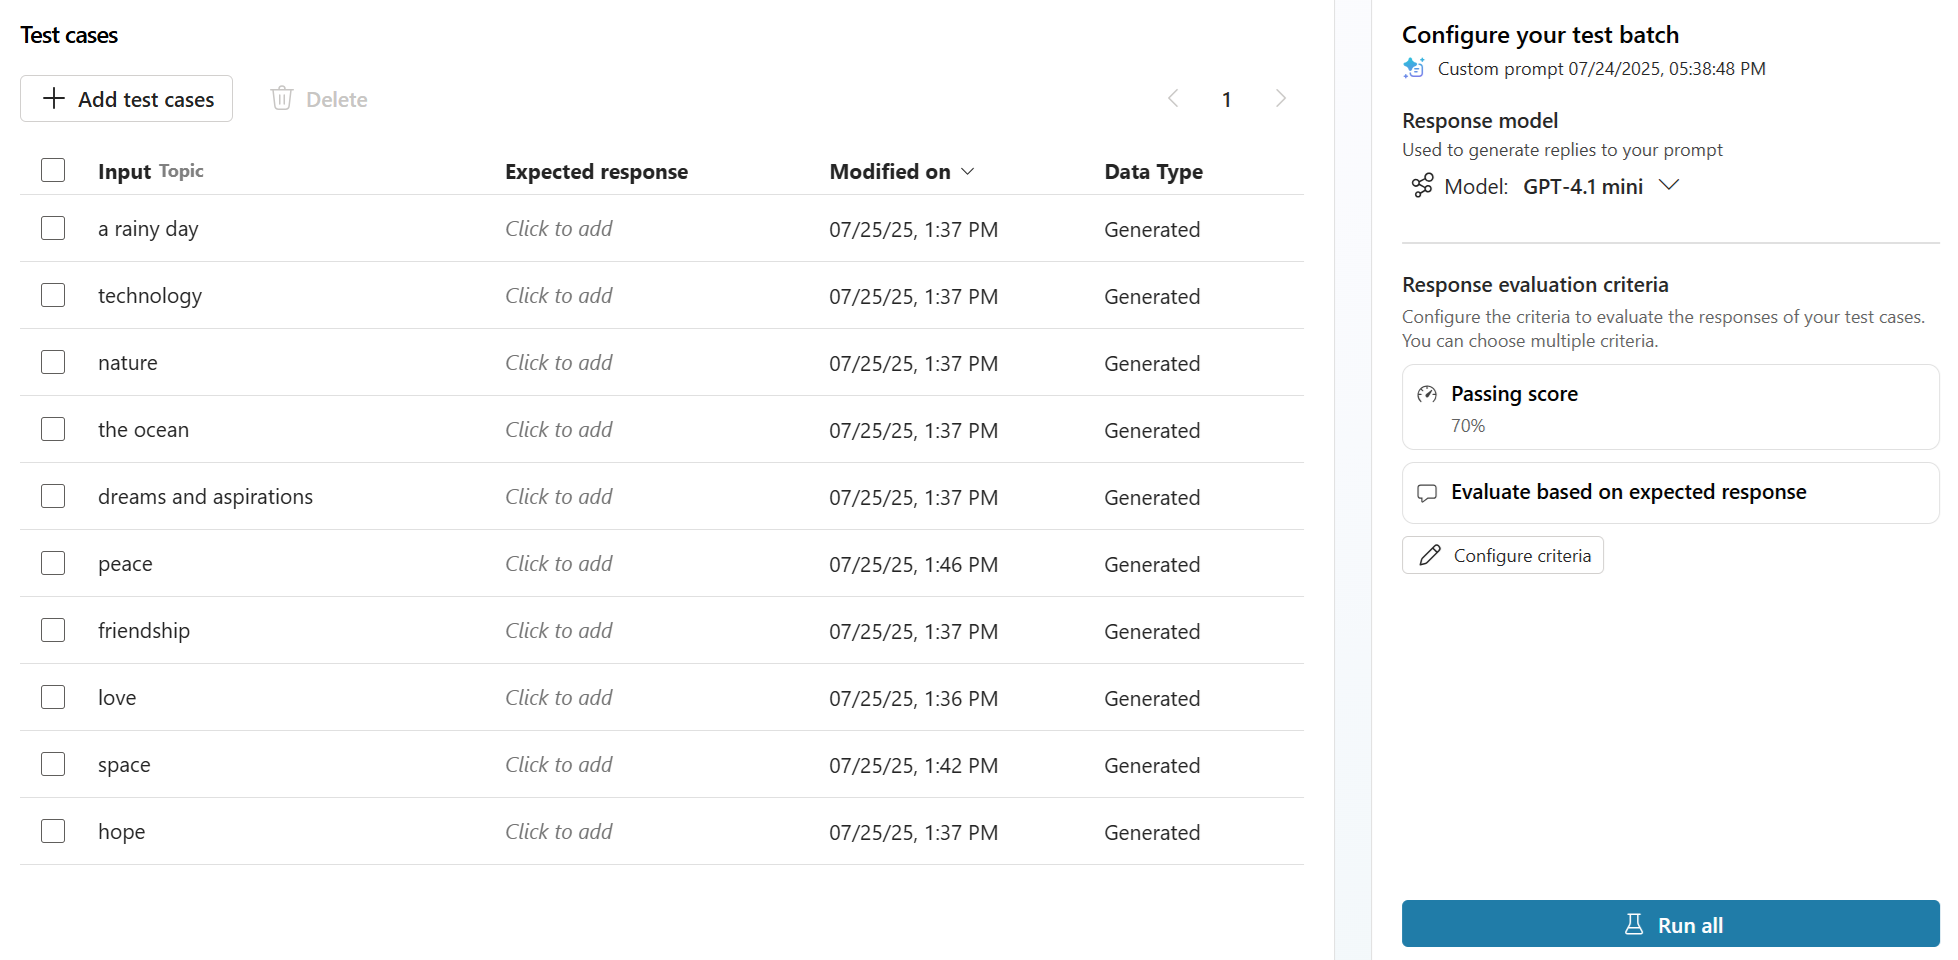 Test cases
Add test cases
Delete
1
Input Topic Expected response Modified on Data Type
a rainy day Click to add 07/25/25, 1:37 PM Generated
technology Click to add 07/25/25, 1:37 PM Generated
nature Click to add 07/25/25, 1:37 PM Generated
the ocean Click to add 07/25/25, 1:37 PM Generated
dreams and aspirations Click to add 07/25/25, 1:37 PM Generated
peace Click to add 07/25/25, 1:46 PM Generated
friendship Click to add 07/25/25, 1:37 PM Generated
love Click to add 07/25/25, 1:36 PM Generated
space Click to add 07/25/25, 1:42 PM Generated
hope Click to add 07/25/25, 1:37 PM Generated
Configure your test batch
Custom prompt 07/24/2025, 05:38:48 PM
Response model
Used to generate replies to your prompt
Model: GPT-4.1 mini
Response evaluation criteria
Configure the criteria to evaluate the responses of your test cases.
You can choose multiple criteria.
Passing score
70%
Evaluate based on expected response
Configure criteria
Run all